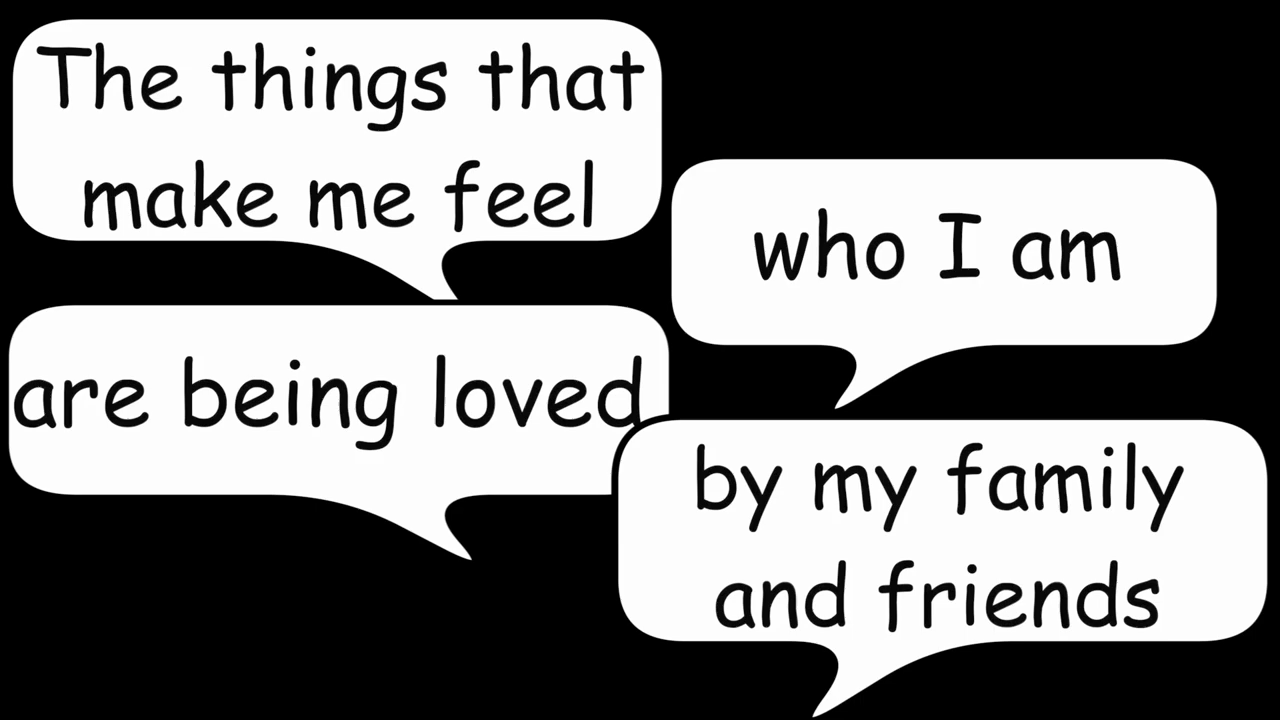 The things that
make me feel
who I am
are being loved
by my family
and friends